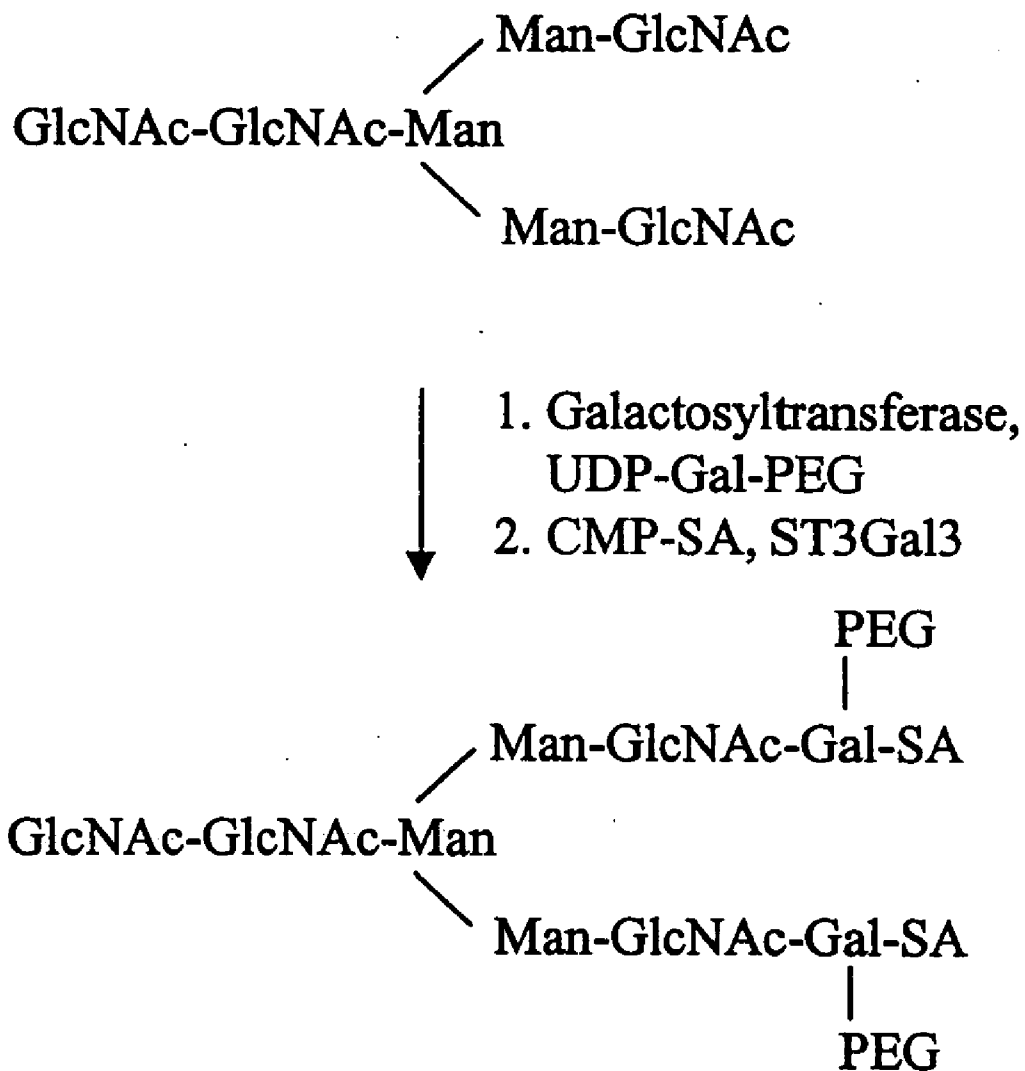 Man-GlcNAc
GlcNAc-GlcNAc-Man
Man-GlcNAc
1. Galactosyltransferase,
UDP-Gal-PEG
2. CMP-SA, ST3Gal3
PEG
Man-GlcNAc-Gal-SA
GlcNAc-GlcNAc-Man
Man-GlcNAc-Gal-SA
PEG